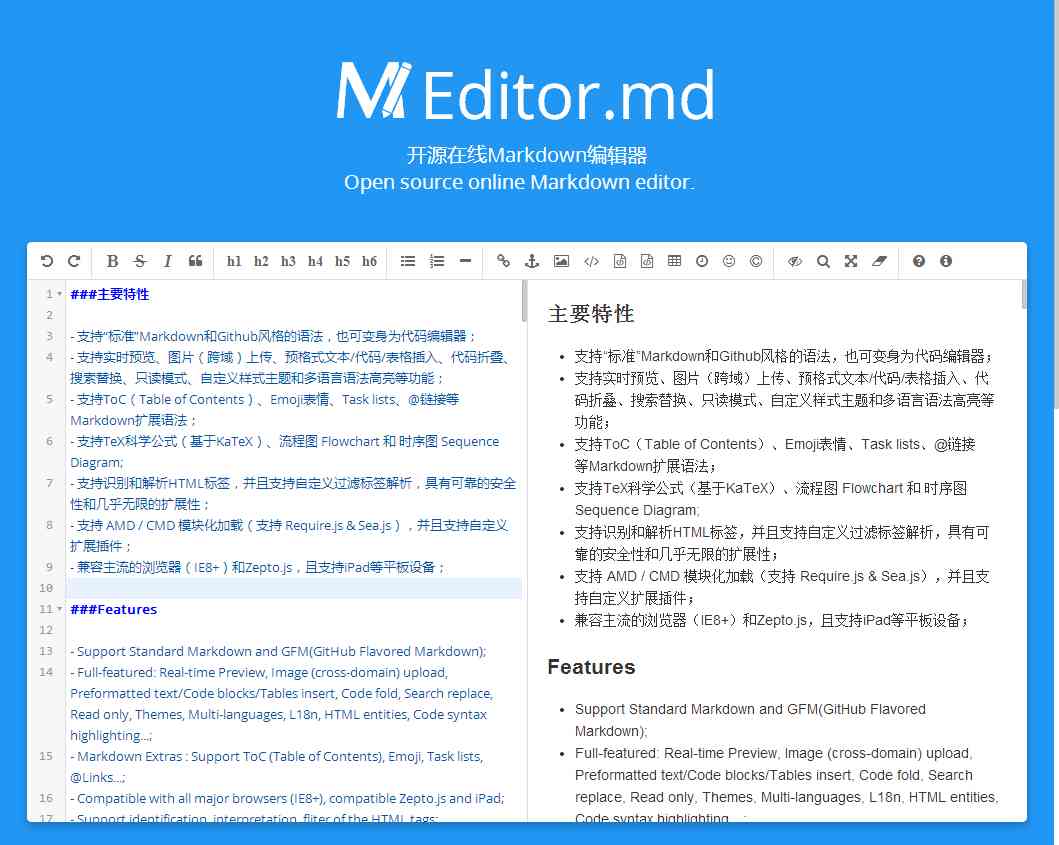 Editor.md
开源在线Markdown编辑器
Open source online Markdown editor.
B S I h1 h2 h3 h4 h5 h6
1 ###主要特性
2
3 - 支持“标准”Markdown和Github风格的语法，也可变身为代码编辑器；
4 - 支持实时预览、图片（跨域）上传、预格式文本/代码/表格插入、代码折叠、
搜索替换、只读模式、自定义样式主题和多语言语法高亮等功能；
5 - 支持ToC（Table of Contents）、Emoji表情、Task lists、@链接等
Markdown扩展语法；
6 - 支持TeX科学公式（基于KaTeX）、流程图 Flowchart 和 时序图 Sequence
Diagram;
7 - 支持识别和解析HTML标签，并且支持自定义过滤标签解析，具有可靠的安全
性和几乎无限的扩展性；
8 - 支持 AMD / CMD 模块化加载（支持 Require.js & Sea.js），并且支持自定义
扩展插件；
9 - 兼容主流的浏览器（IE8+）和Zepto.js，且支持iPad等平板设备；
10
11 ###Features
12
13 - Support Standard Markdown and GFM(GitHub Flavored Markdown);
14 - Full-featured: Real-time Preview, Image (cross-domain) upload,
Preformatted text/Code blocks/Tables insert, Code fold, Search replace,
Read only, Themes, Multi-languages, L18n, HTML entities, Code syntax
highlighting...;
15 - Markdown Extras : Support ToC (Table of Contents), Emoji, Task lists,
@Links...;
16 - Compatible with all major browsers (IE8+), compatible Zepto.js and iPad;
17 - Support identification, interpretation, fliter of the HTML tags;
主要特性
• 支持“标准”Markdown和Github风格的语法，也可变身为代码编辑器；
• 支持实时预览、图片（跨域）上传、预格式文本/代码/表格插入、代
码折叠、搜索替换、只读模式、自定义样式主题和多语言语法高亮等
功能；
• 支持ToC（Table of Contents）、Emoji表情、Task lists、@链接
等Markdown扩展语法；
• 支持TeX科学公式（基于KaTeX）、流程图 Flowchart 和 时序图
Sequence Diagram;
• 支持识别和解析HTML标签，并且支持自定义过滤标签解析，具有可
靠的安全性和几乎无限的扩展性；
• 支持 AMD / CMD 模块化加载（支持 Require.js & Sea.js），并且支
持自定义扩展插件；
• 兼容主流的浏览器（IE8+）和Zepto.js，且支持iPad等平板设备；
Features
• Support Standard Markdown and GFM(GitHub Flavored
Markdown);
• Full-featured: Real-time Preview, Image (cross-domain) upload,
Preformatted text/Code blocks/Tables insert, Code fold, Search
replace, Read only, Themes, Multi-languages, L18n, HTML entities,
Code syntax highlighting...;